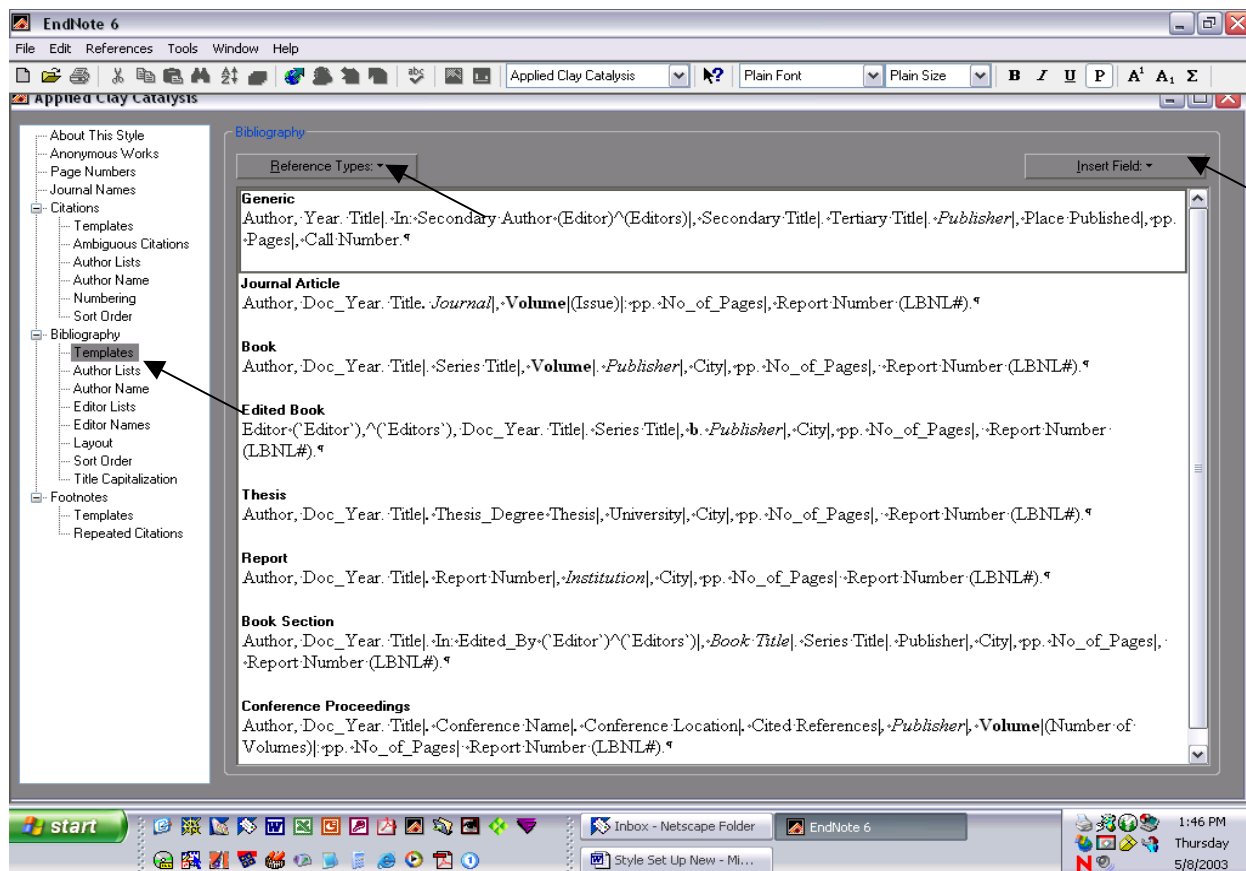 EndNote 6
File Edit References Tools Window Help
Applied Clay Catalysis Plain Font Plain Size B I U P A¹ A₁ Σ
Applied Clay Catalysis
About This Style
Anonymous Works
Page Numbers
Journal Names
Citations
Templates
Ambiguous Citations
Author Lists
Author Name
Numbering
Sort Order
Bibliography
Templates
Author Lists
Author Name
Editor Lists
Editor Names
Layout
Sort Order
Title Capitalization
Footnotes
Templates
Repeated Citations
Bibliography
Reference Types:
Insert Field:
Generic
Author,·Year.·Title|.·In:◦Secondary·Author◦(Editor)^(Editors)|,◦Secondary·Title|.·Tertiary·Title|.◦Publisher|,◦Place·Published|,◦pp.
◦Pages|,◦Call·Number.¶
Journal Article
Author,·Doc_Year.·Title.·Journal|,◦Volume|(Issue)|:·pp.◦No_of_Pages|,◦Report·Number·(LBNL#).¶
Book
Author,·Doc_Year.·Title|.◦Series·Title|,◦Volume|.◦Publisher|,◦City|,◦pp.◦No_of_Pages|,·◦Report·Number·(LBNL#).¶
Edited Book
Editor◦(`Editor`),^(`Editors`),·Doc_Year.·Title|.◦Series·Title|,◦b.◦Publisher|,◦City|,◦pp.·◦No_of_Pages|,·◦Report·Number·
(LBNL#).¶
Thesis
Author,·Doc_Year.·Title|.◦Thesis_Degree◦Thesis|,◦University|,◦City|,◦pp.◦No_of_Pages|,·◦Report·Number·(LBNL#).¶
Report
Author,·Doc_Year.·Title|,◦Report·Number|,◦Institution|,◦City|,◦pp.◦No_of_Pages|·◦Report·Number·(LBNL#).¶
Book Section
Author,·Doc_Year.·Title|.◦In:◦Edited_By◦(`Editor`)^(`Editors`)|,◦Book·Title|.◦Series·Title|.◦Publisher|,◦City|,◦pp.◦No_of_Pages|,·
◦Report·Number·(LBNL#).¶
Conference Proceedings
Author,·Doc_Year.·Title|.◦Conference·Name|.◦Conference·Location|.◦Cited·References|,·◦Publisher|,◦Volume|(Number·of·
Volumes)|:◦pp.◦No_of_Pages|·◦Report·Number·(LBNL#).¶
start
Inbox - Netscape Folder
EndNote 6
Style Set Up New - Mi...
1:46 PM
Thursday
5/8/2003